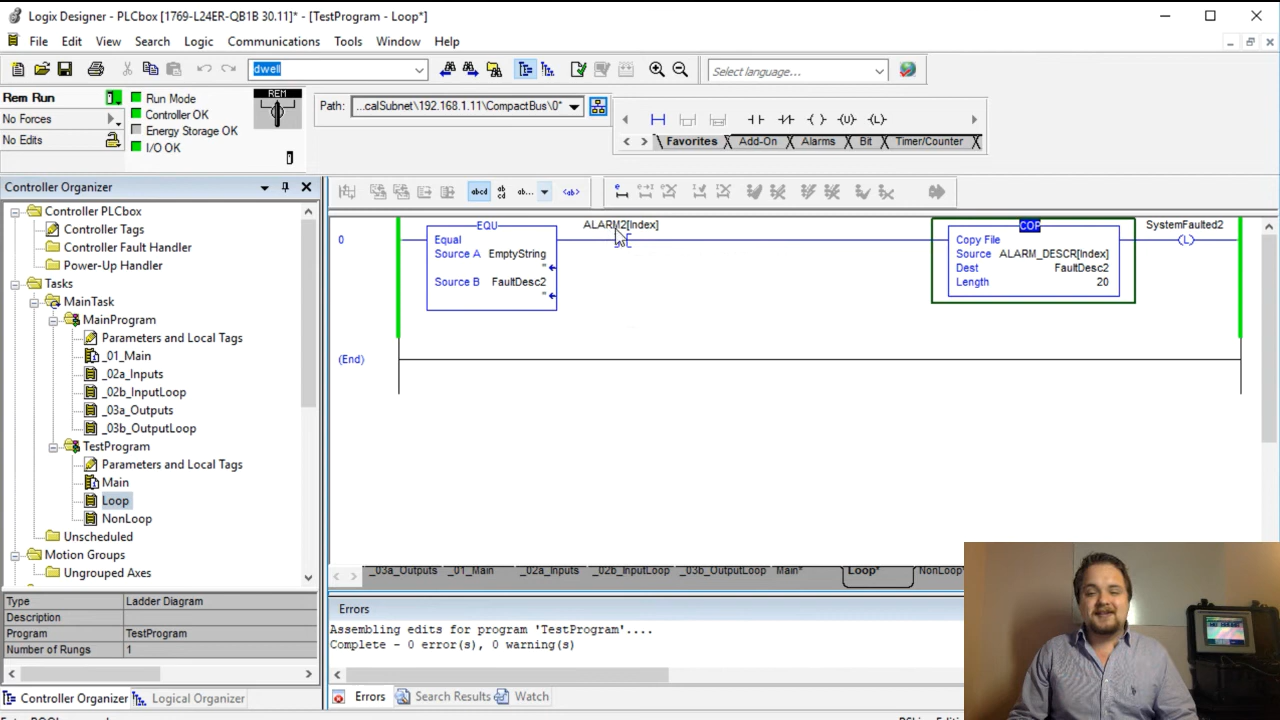 Logix Designer - PLCbox [1769-L24ER-QB1B 30.11]* - [TestProgram - Loop*]
File Edit View Search Logic Communications Tools Window Help
dwell
Select language...
Rem Run
No Forces
No Edits
Run Mode
Controller OK
Energy Storage OK
I/O OK
REM
Path: ...calSubnet\192.168.1.11\CompactBus\0*
Favorites Add-On Alarms Bit Timer/Counter
Controller Organizer
Controller PLCbox
Controller Tags
Controller Fault Handler
Power-Up Handler
Tasks
MainTask
MainProgram
Parameters and Local Tags
_01_Main
_02a_Inputs
_02b_InputLoop
_03a_Outputs
_03b_OutputLoop
TestProgram
Parameters and Local Tags
Main
Loop
NonLoop
Unscheduled
Motion Groups
Ungrouped Axes
Type Ladder Diagram
Description
Program TestProgram
Number of Rungs 1
Controller Organizer Logical Organizer
abcd ab cd ab... <ab>
0
EQU
Equal
Source A EmptyString
''
Source B FaultDesc2
''
ALARM2[Index]
COP
Copy File
Source ALARM_DESCR[Index]
Dest FaultDesc2
Length 20
SystemFaulted2
L
(End)
_03a_Outputs _01_Main _02a_Inputs _02b_InputLoop _03b_OutputLoop Main* Loop* NonLoop
Errors
Assembling edits for program 'TestProgram'....
Complete - 0 error(s), 0 warning(s)
Errors Search Results Watch